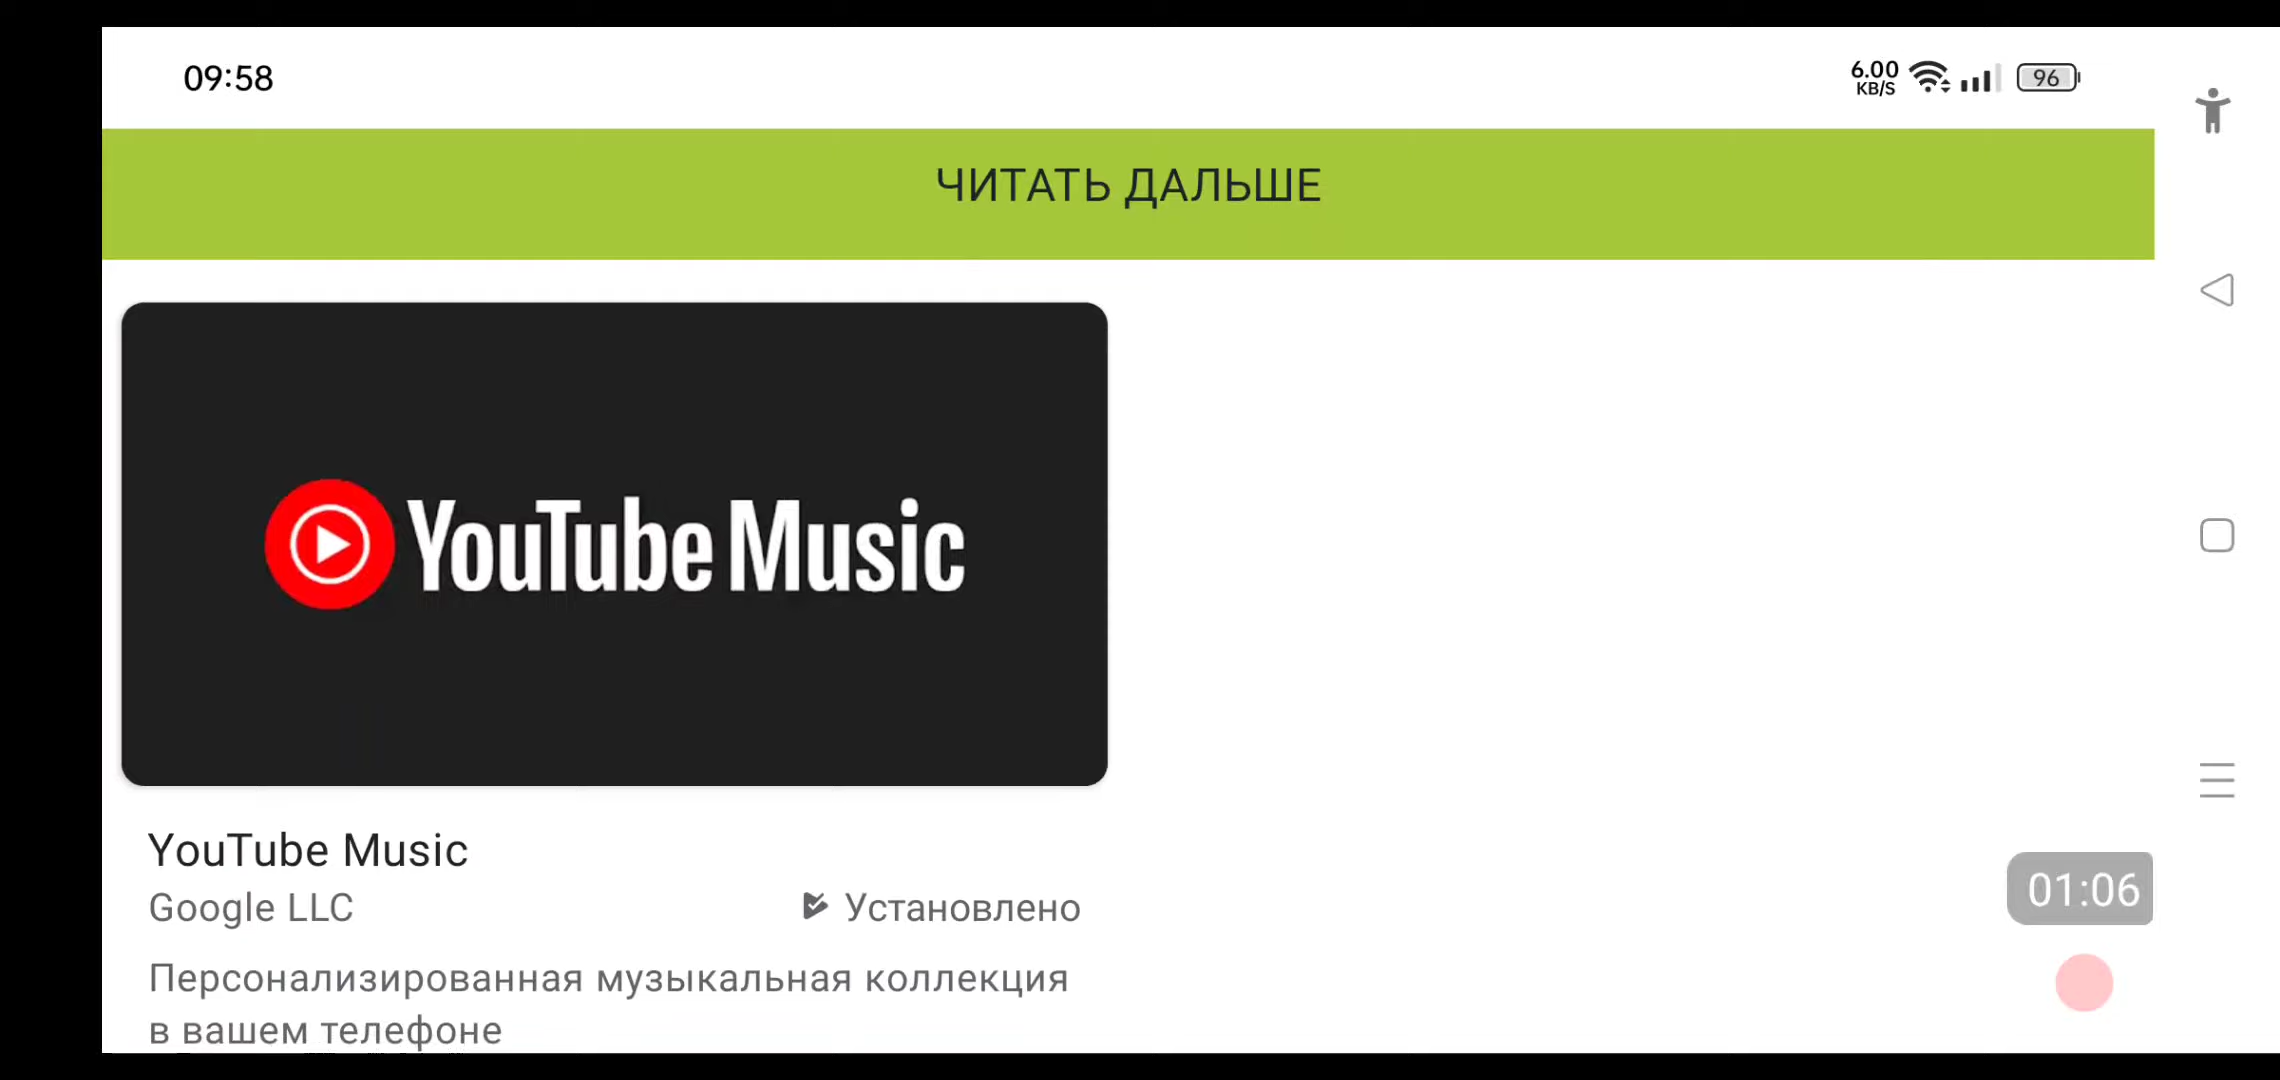 09:58
6.00
KB/S
96
ЧИТАТЬ ДАЛЬШЕ
YouTube Music
YouTube Music
Google LLC
Установлено
Персонализированная музыкальная коллекция
в вашем телефоне
01:06